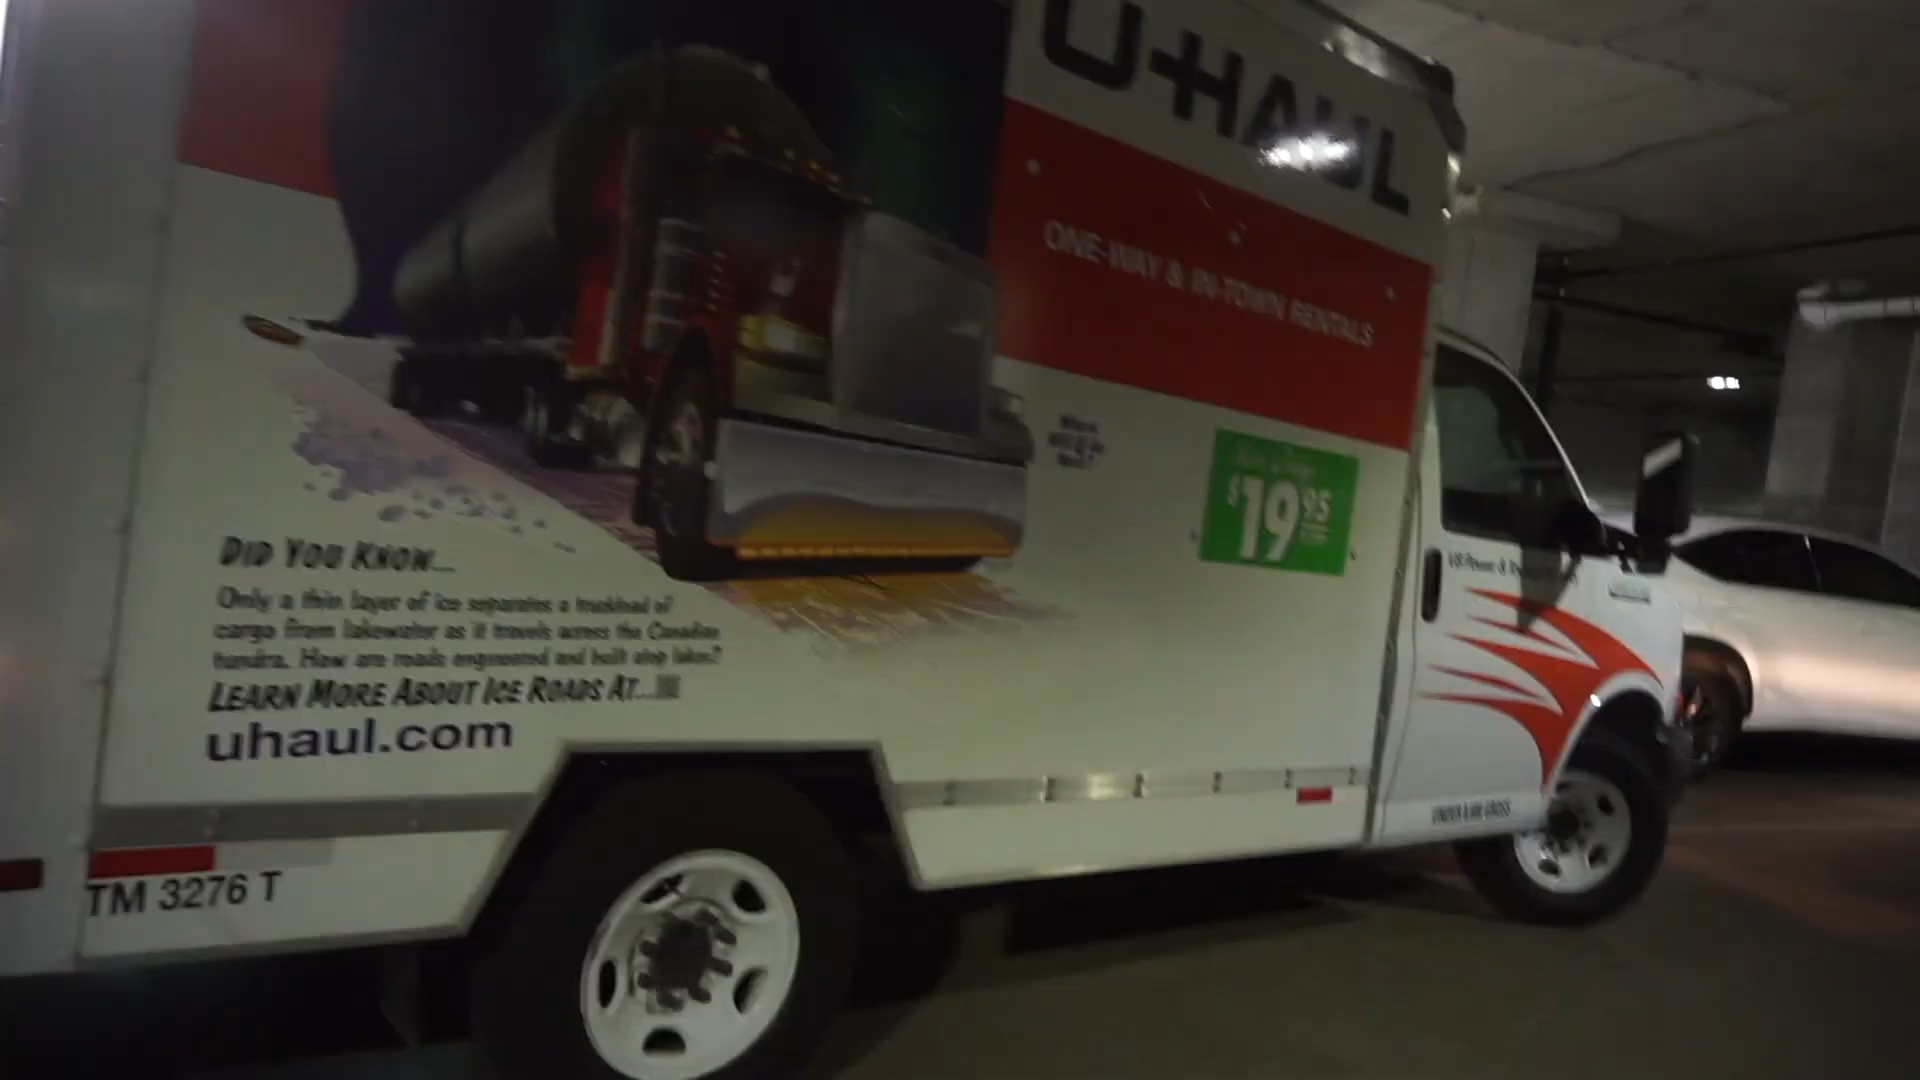 U-HAUL
ONE-WAY & IN-TOWN RENTALS
$19 95
DID YOU KNOW...
Only a thin layer of ice separates a truckload of
cargo from lakewater as it travels across the Canadian
tundra. How are roads engineered and built atop lakes?
LEARN MORE ABOUT ICE ROADS AT...
uhaul.com
TM 3276 T